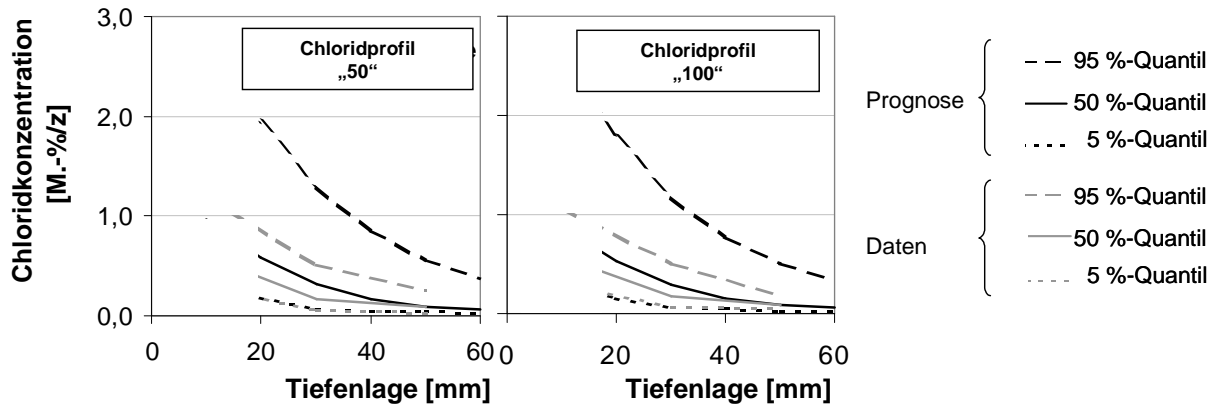 Chloridkonzentration
[M.-%/z]
3,0
2,0
1,0
0,0
Chloridprofil
„50“
e
0
20
40
60
Tiefenlage [mm]
Chloridprofil
„100“
0
20
40
60
Tiefenlage [mm]
Prognose
95 %-Quantil
50 %-Quantil
5 %-Quantil
Daten
95 %-Quantil
50 %-Quantil
5 %-Quantil